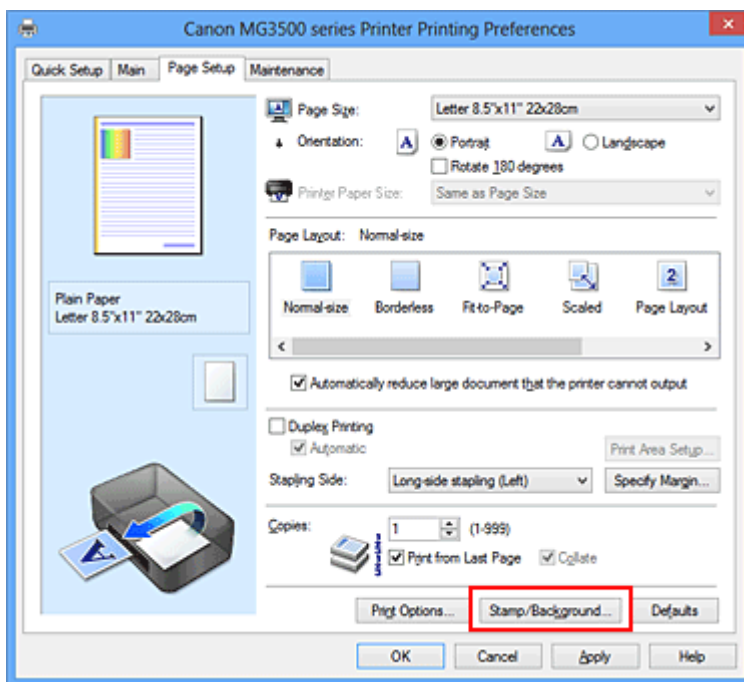 Canon MG3500 series Printer Printing Preferences
Quick Setup Main Page Setup Maintenance
Page Size: Letter 8.5"x11" 22x28cm
Orientation: A Portrait A Landscape
Rotate 180 degrees
Printer Paper Size: Same as Page Size
Page Layout: Normal-size
2
Normal-size Borderless Fit-to-Page Scaled Page Layout
Plain Paper
Letter 8.5"x11" 22x28cm
Automatically reduce large document that the printer cannot output
Duplex Printing
Automatic Print Area Setup...
Stapling Side: Long-side stapling (Left) Specify Margin...
Copies: 1 (1-999)
Print from Last Page Collate
A
Print Options... Stamp/Background... Defaults
OK Cancel Apply Help